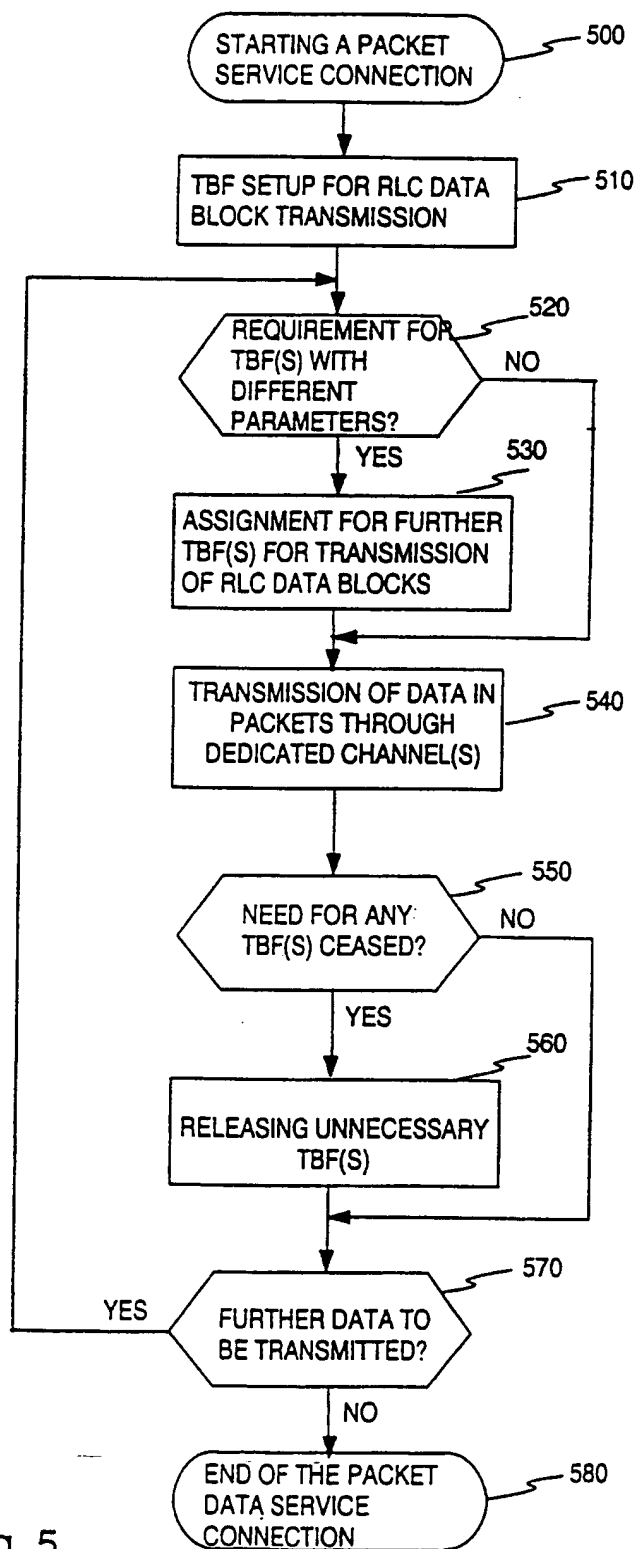 STARTING A PACKET
SERVICE CONNECTION
500
TBF SETUP FOR RLC DATA
BLOCK TRANSMISSION
510
REQUIREMENT FOR
TBF(S) WITH
DIFFERENT
PARAMETERS?
520
NO
YES
530
ASSIGNMENT FOR FURTHER
TBF(S) FOR TRANSMISSION
OF RLC DATA BLOCKS
TRANSMISSION OF DATA IN
PACKETS THROUGH
DEDICATED CHANNEL(S)
540
NEED FOR ANY
TBF(S) CEASED?
550
NO
YES
560
RELEASING UNNECESSARY
TBF(S)
570
YES
FURTHER DATA TO
BE TRANSMITTED?
NO
END OF THE PACKET
DATA SERVICE
CONNECTION
580
5